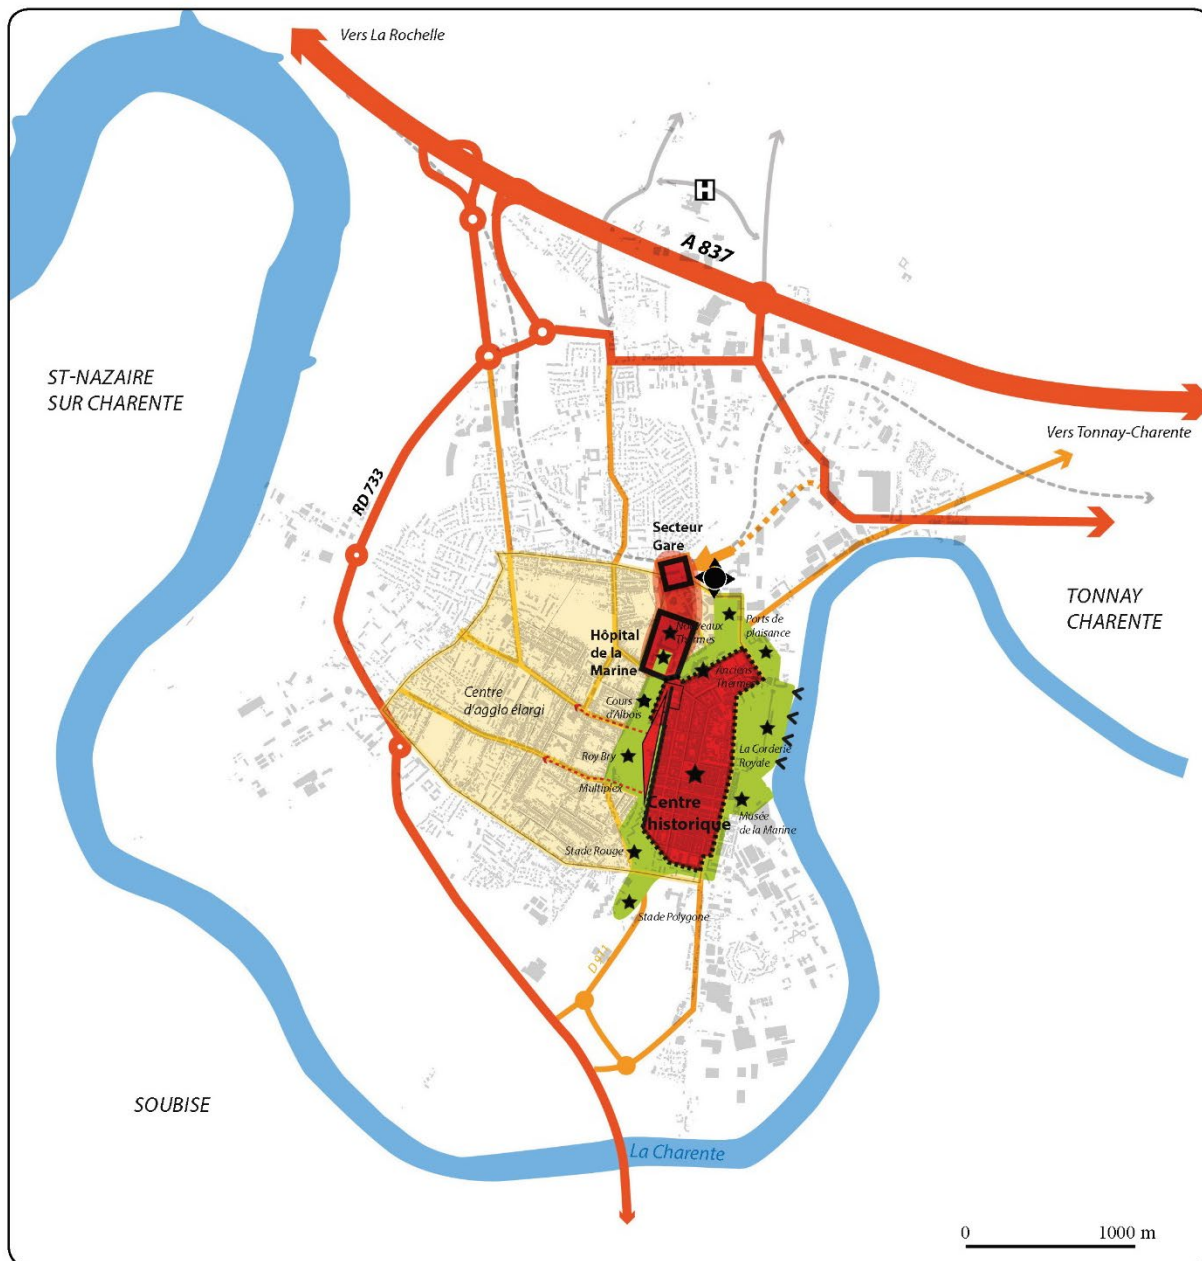 Vers La Rochelle
H
A 837
ST-NAZAIRE
SUR CHARENTE
Vers Tonnay-Charente
RD 733
Secteur
Gare
TONNAY
CHARENTE
Ports de
plaisance
Nouveaux
Thermes
Hôpital
de la
Marine
Anciens
Thermes
Centre
d'agglo élargi
Cours
d'Ablois
La Corderie
Royale
Roy Bry
Multiplex
Centre
historique
Musée
de la Marine
Stade Rouge
Stade Polygone
D 911
SOUBISE
La Charente
0 1000 m